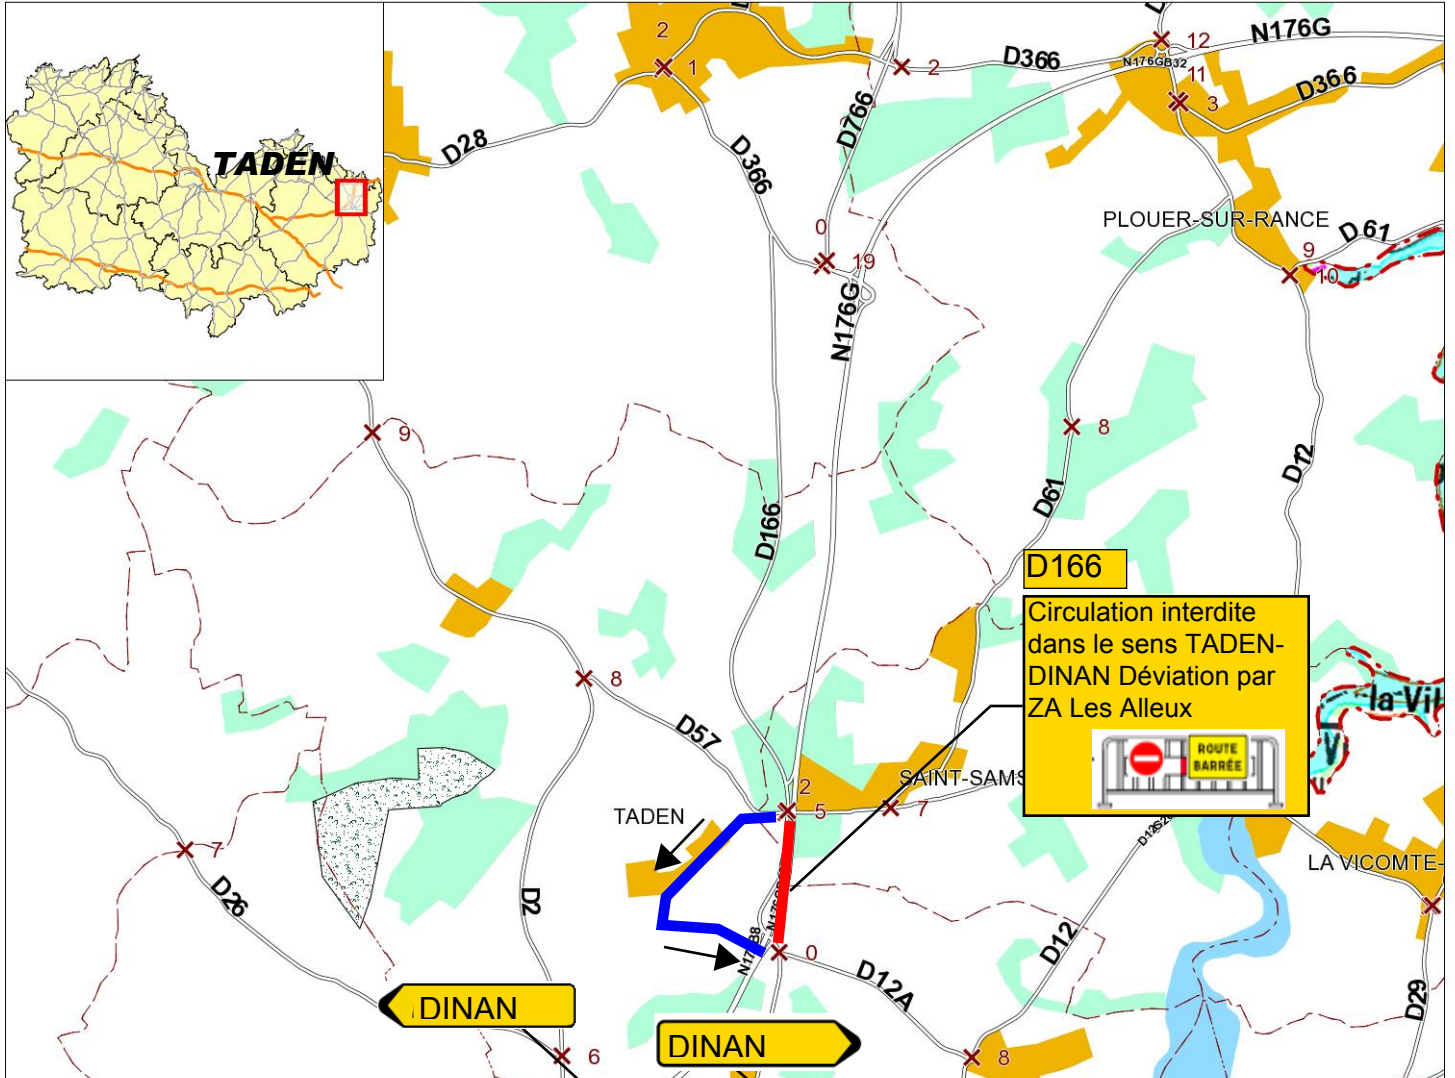 TADEN
2
1
2
12
N176G
D366
N176GB32
11
D366
3
D28
D766
D366
PLOUER-SUR-RANCE
D61
0
19
9
10
N176G
9
8
D12
D61
D166
D166
Circulation interdite
dans le sens TADEN-
DINAN Déviation par
ZA Les Alleux
ROUTE
BARRÉE
8
la Vil
D57
2
SAINT-SAMS
5
7
TADEN
7
LA VICOMTE-
D26
D2
0
D12
D12A
D29
DINAN
DINAN
6
8